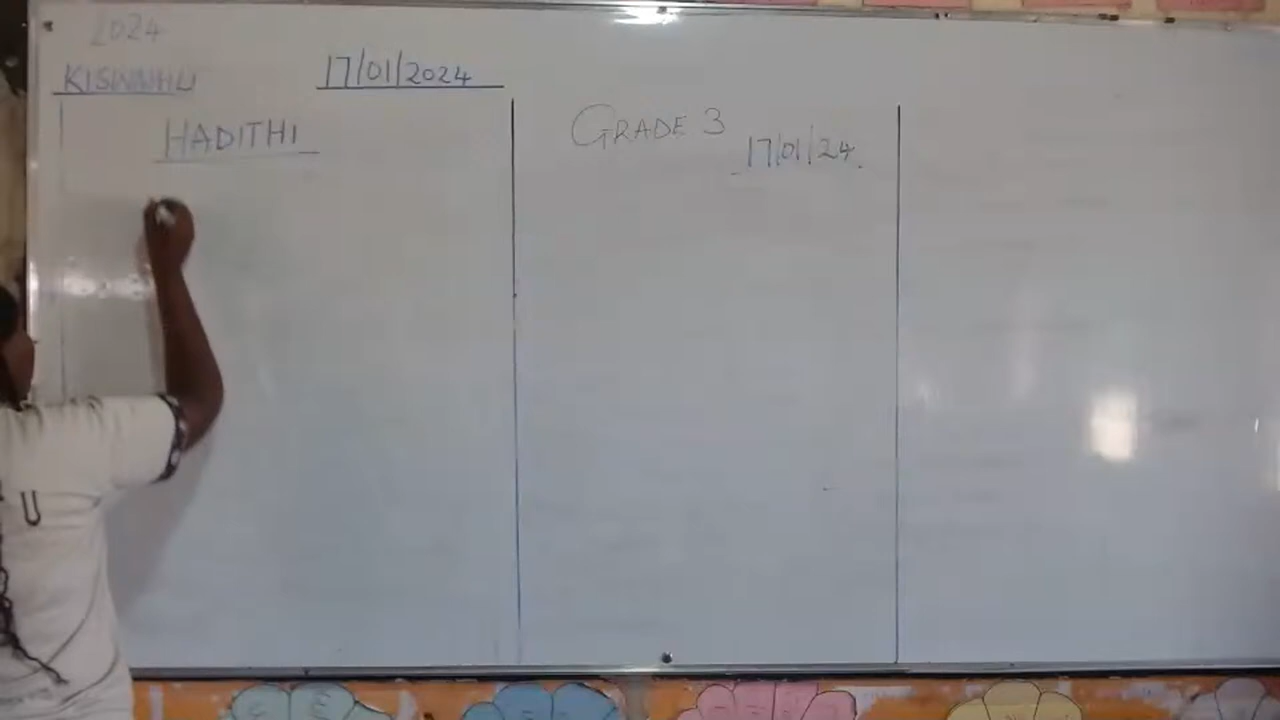 2024
KISWAHILI
17/01/2024
HADITHI
GRADE 3
17/01/24
U